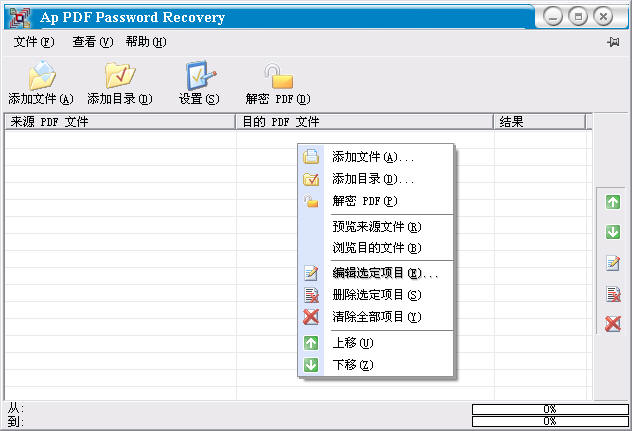 Ap PDF Password Recovery
文件(F) 查看(V) 帮助(H)
添加文件(A) 添加目录(D) 设置(S) 解密 PDF(D)
来源 PDF 文件 目的 PDF 文件 结果
添加文件(A)...
添加目录(D)...
解密 PDF(P)
预览来源文件(R)
浏览目的文件(B)
编辑选定项目(E)...
删除选定项目(S)
清除全部项目(Y)
上移(U)
下移(Z)
从: 0%
到: 0%